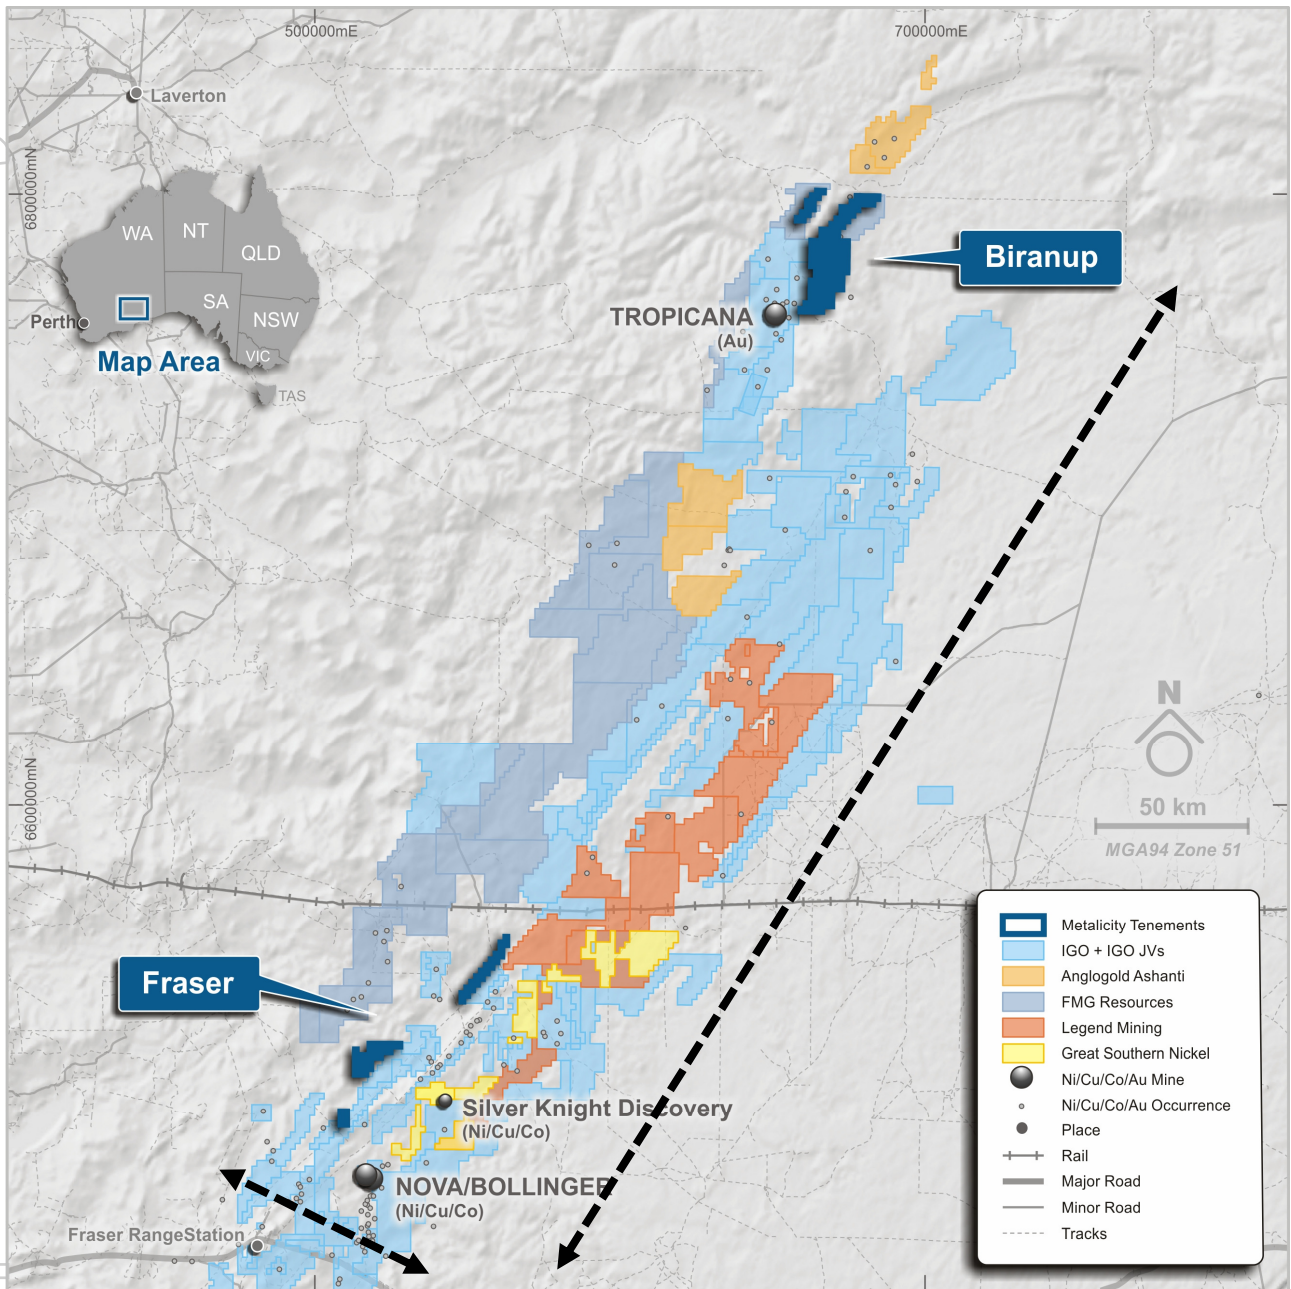 500000mE
700000mE
Laverton
6800000mN
WA
NT
QLD
SA
NSW
VIC
TAS
Perth
Map Area
Biranup
TROPICANA
(Au)
N
50 km
MGA94 Zone 51
6600000mN
Fraser
Silver Knight Discovery
(Ni/Cu/Co)
NOVA/BOLLINGER
(Ni/Cu/Co)
Fraser RangeStation
Metalicity Tenements
IGO + IGO JVs
Anglogold Ashanti
FMG Resources
Legend Mining
Great Southern Nickel
Ni/Cu/Co/Au Mine
Ni/Cu/Co/Au Occurrence
Place
Rail
Major Road
Minor Road
Tracks